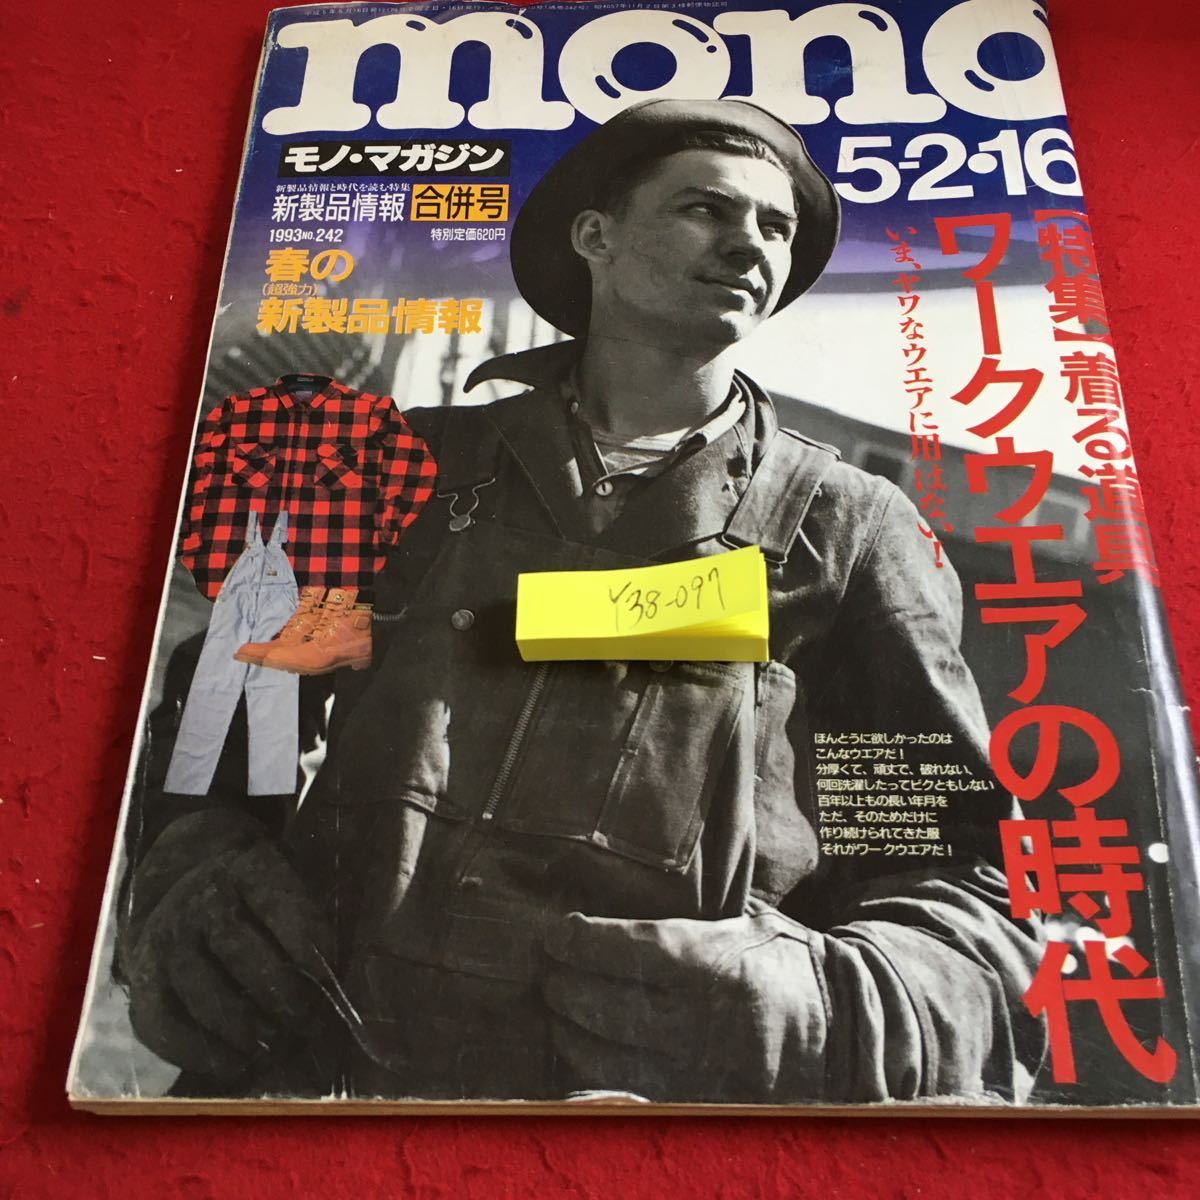 mono
5-2・16
モノ・マガジン
新製品情報と時代を読む特集
新製品情報 合併号
1993 NO.242 特別定価620円
春の
(超強力)
新製品情報
【特集】着る道具
ワークウエアの時代
いま、ヤワなウエアに用はない!
Y38-097
ほんとうに欲しかったのは
こんなウエアだ!
分厚くて、頑丈で、破れない、
何回洗濯したってビクともしない
百年以上もの長い年月を
ただ、そのためだけに
作り続けられてきた服
それがワークウエアだ!